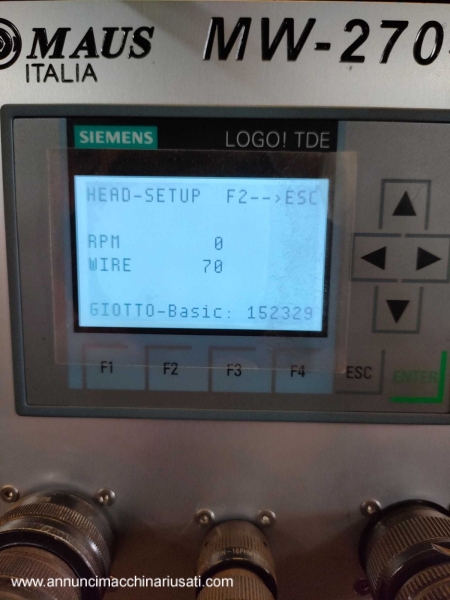 MAUS
ITALIA
MW-270
SIEMENS
LOGO! TDE
HEAD-SETUP F2-->ESC
RPM 0
WIRE 70
GIOTTO-Basic: 152329
F1 F2 F3 F4 ESC ENTER
www.annuncimacchinariusati.com